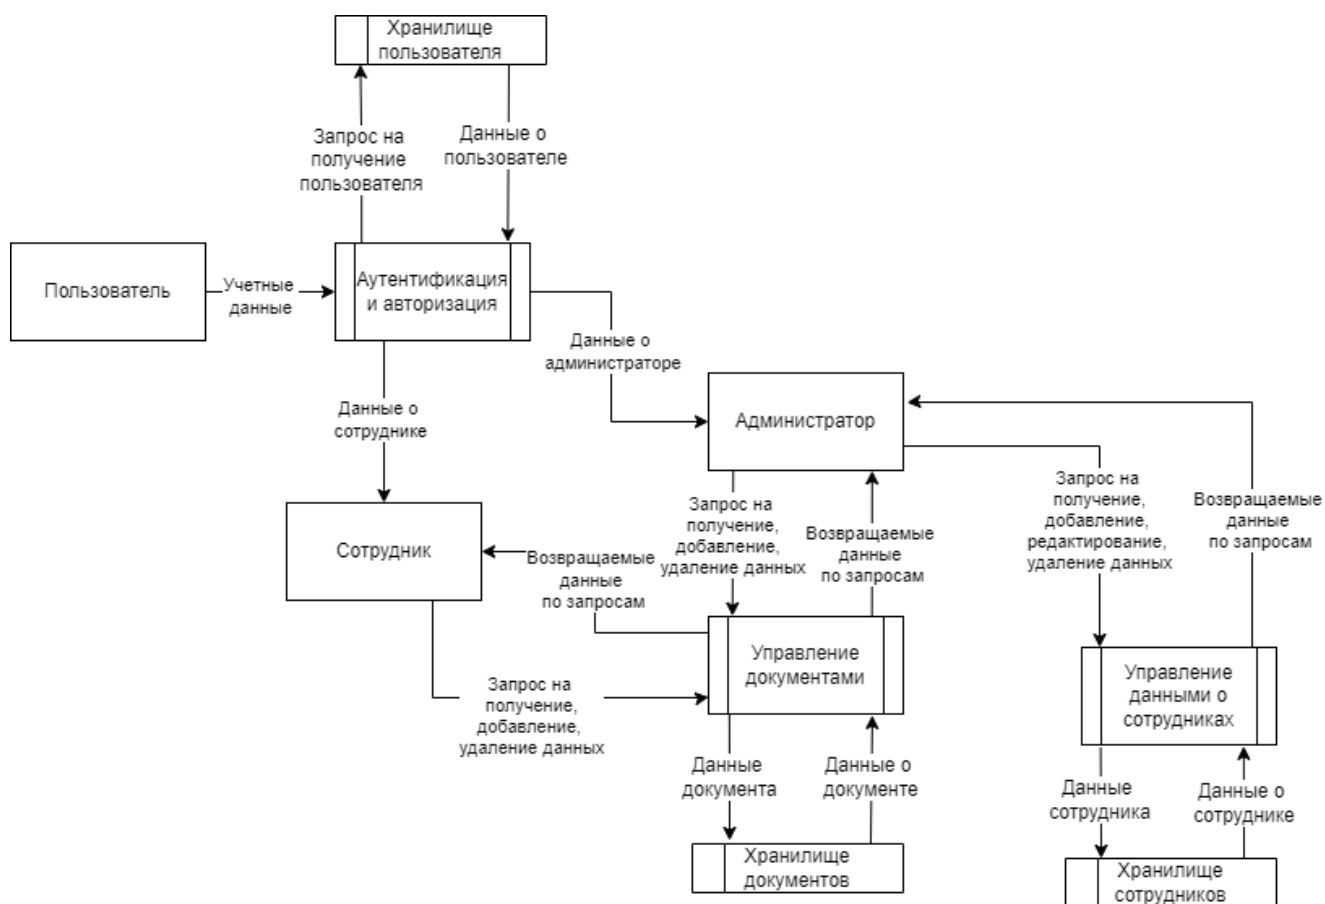 Хранилище
пользователя
Запрос на
получение
пользователя
Данные о
пользователе
Пользователь
Учетные
данные
Аутентификация
и авторизация
Данные о
администраторе
Данные о
сотруднике
Администратор
Сотрудник
Возвращаемые
данные
по запросам
Запрос на
получение,
добавление,
удаление данных
Возвращаемые
данные
по запросам
Запрос на
получение,
добавление,
редактирование,
удаление данных
Возвращаемые
данные
по запросам
Запрос на
получение,
добавление,
удаление данных
Управление
документами
Управление
данными о
сотрудниках
Данные
документа
Данные о
документе
Данные
сотрудника
Данные о
сотруднике
Хранилище
документов
Хранилище
сотрудников